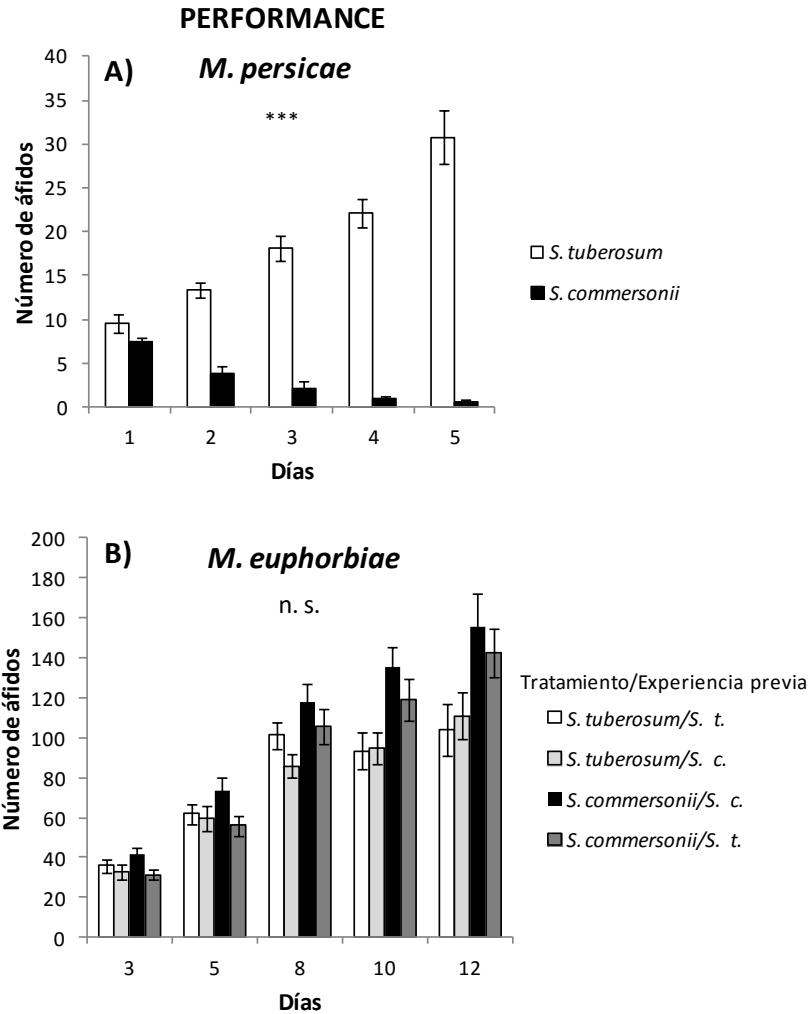 PERFORMANCE
A)
M. persicae
***
40
35
30
25
20
15
10
5
0
Número de áfidos
1 2 3 4 5
Días
S. tuberosum
S. commersonii
B)
M. euphorbiae
n. s.
200
180
160
140
120
100
80
60
40
20
0
Número de áfidos
3 5 8 10 12
Días
Tratamiento/Experiencia previa
S. tuberosum/S. t.
S. tuberosum/S. c.
S. commersonii/S. c.
S. commersonii/S. t.